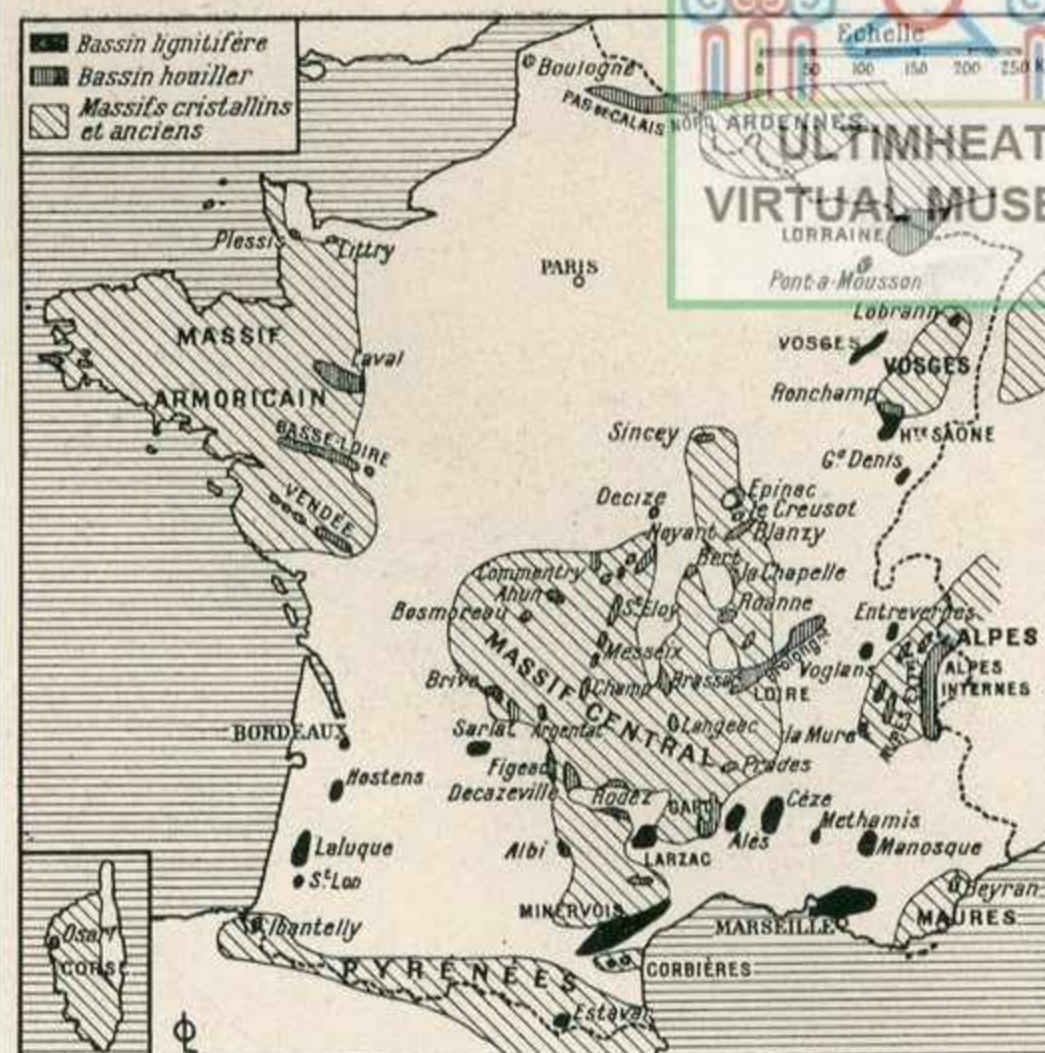 Bassin lignitifère
Bassin houiller
Massifs cristallins
et anciens
Echelle
0 50 100 150 200 250 K
Boulogne
PAS DE CALAIS-NORD
ARDENNES
ULTIMHEAT
VIRTUAL MUSE
LORRAINE
Pont-a-Mousson
Plessis
Littry
PARIS
Lobrann
VOSGES
VOSGES
MASSIF
ARMORICAIN
Laval
Ronchamp
Hte SAÔNE
BASSE-LOIRE
Sincey
Gd Denis
VENDÉE
Decize
Epinac
le Creusot
Blanzy
Noyant
Bert
la Chapelle
Commentry
Ahun
Bosmoreau
St Eloy
Roanne
Entrevernes
ALPES
MASSIF CENTRAL
Messeix
Prolongt
Voglans
ALPES
INTERNES
Brive
Champ
Brassac
LOIRE
BORDEAUX
Sarlat
Argentat
Langeac
la Mure
Hostens
Figeac
Decazeville
Prades
Rodez
GARD
Cèze
Laluque
Albi
LARZAC
Alès
Methamis
Manosque
St Lon
MINERVOIS
MARSEILLE
Beyran
MAURES
Ibantelly
Osani
CORSE
PYRÉNÉES
CORBIÈRES
Estavar